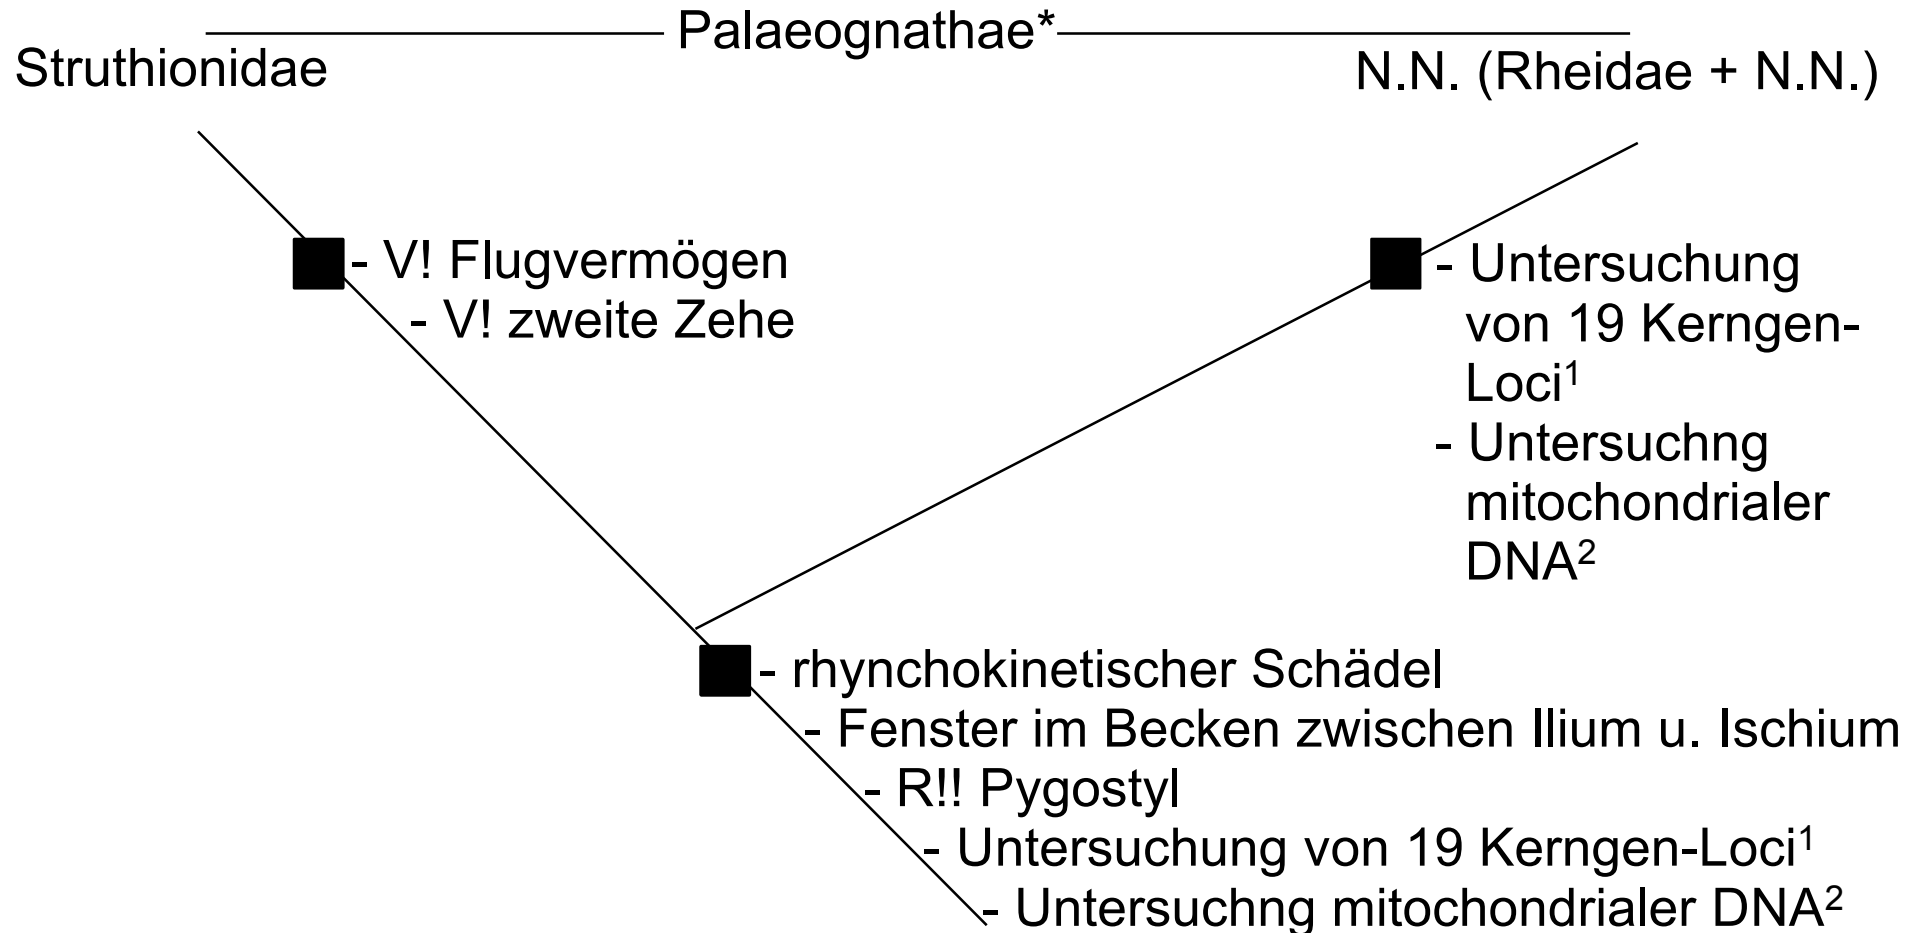 Palaeognathae*
Struthionidae
N.N. (Rheidae + N.N.)
- V! Flugvermögen
- V! zweite Zehe
- Untersuchung
von 19 Kerngen-
Loci¹
- Untersuchng
mitochondrialer
DNA²
- rhynchokinetischer Schädel
- Fenster im Becken zwischen Ilium u. Ischium
- R!! Pygostyl
- Untersuchung von 19 Kerngen-Loci¹
- Untersuchng mitochondrialer DNA²